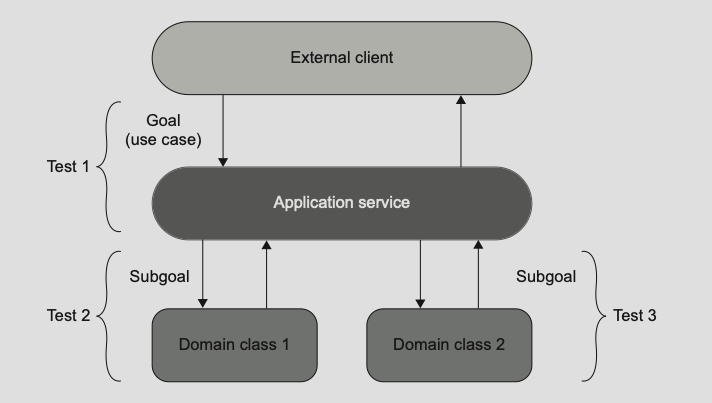 External client
Goal
(use case)
Test 1
Application service
Subgoal
Subgoal
Test 2
Test 3
Domain class 1
Domain class 2